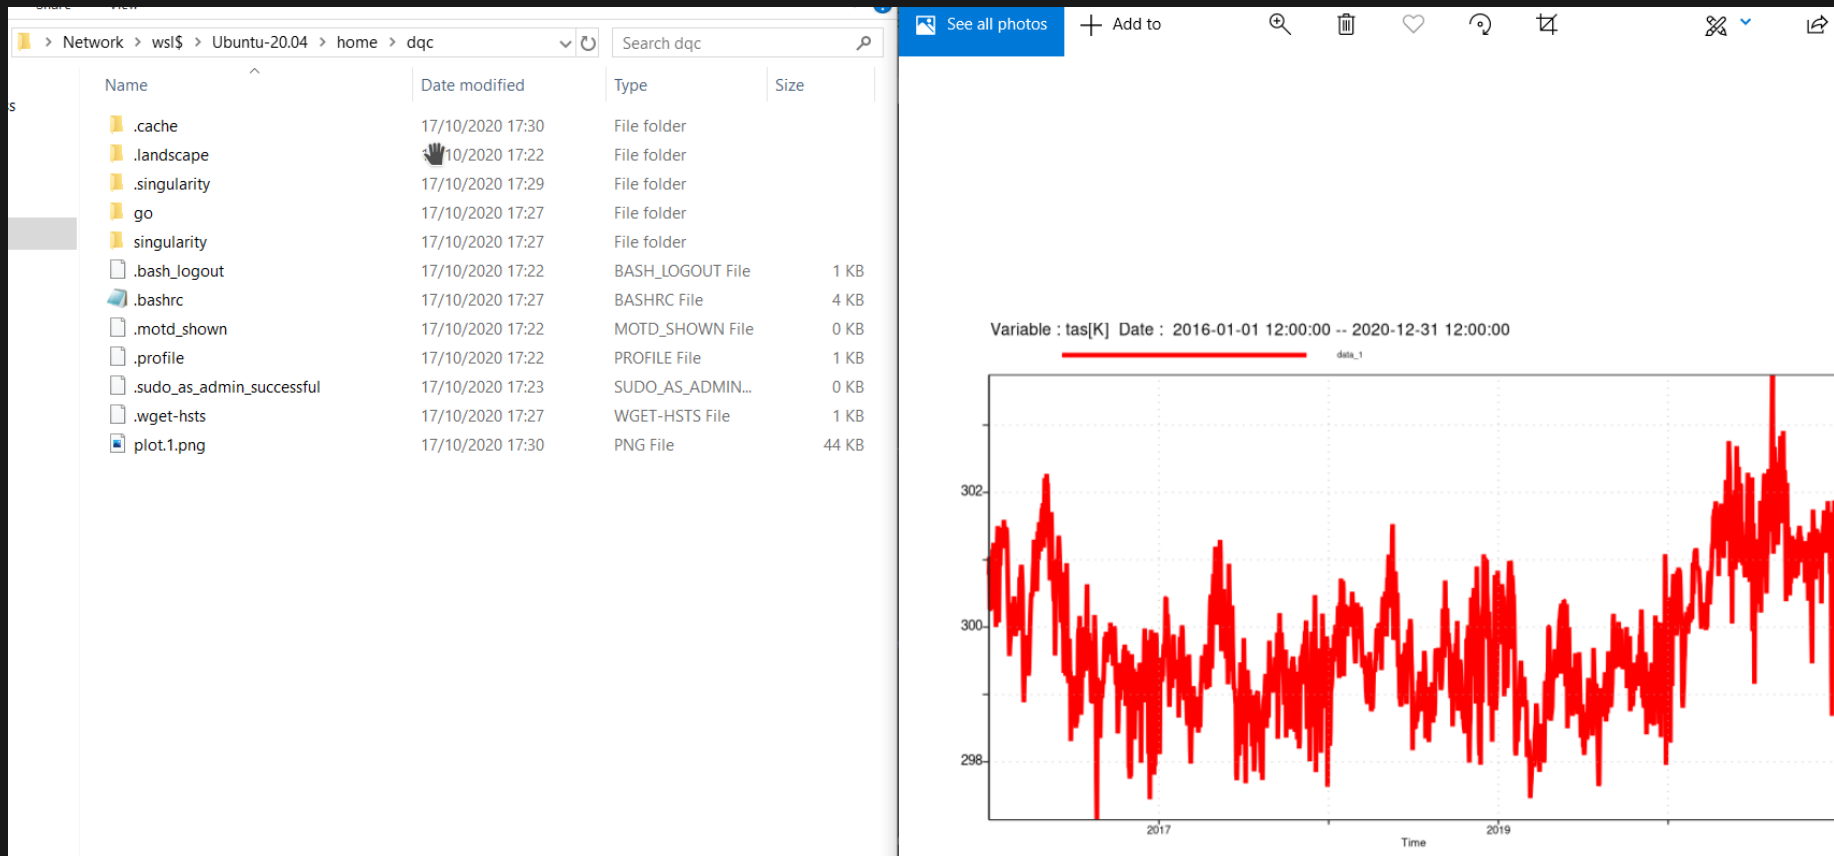 Network > wsl$ > Ubuntu-20.04 > home > dqc
Search dqc
Name Date modified Type Size
s
.cache 17/10/2020 17:30 File folder
.landscape 10/2020 17:22 File folder
.singularity 17/10/2020 17:29 File folder
go 17/10/2020 17:27 File folder
singularity 17/10/2020 17:27 File folder
.bash_logout 17/10/2020 17:22 BASH_LOGOUT File 1 KB
.bashrc 17/10/2020 17:27 BASHRC File 4 KB
.motd_shown 17/10/2020 17:22 MOTD_SHOWN File 0 KB
.profile 17/10/2020 17:22 PROFILE File 1 KB
.sudo_as_admin_successful 17/10/2020 17:23 SUDO_AS_ADMIN... 0 KB
.wget-hsts 17/10/2020 17:27 WGET-HSTS File 1 KB
plot.1.png 17/10/2020 17:30 PNG File 44 KB
See all photos
Add to
Variable : tas[K] Date : 2016-01-01 12:00:00 -- 2020-12-31 12:00:00
data_1
302
300
298
2017 2019
Time